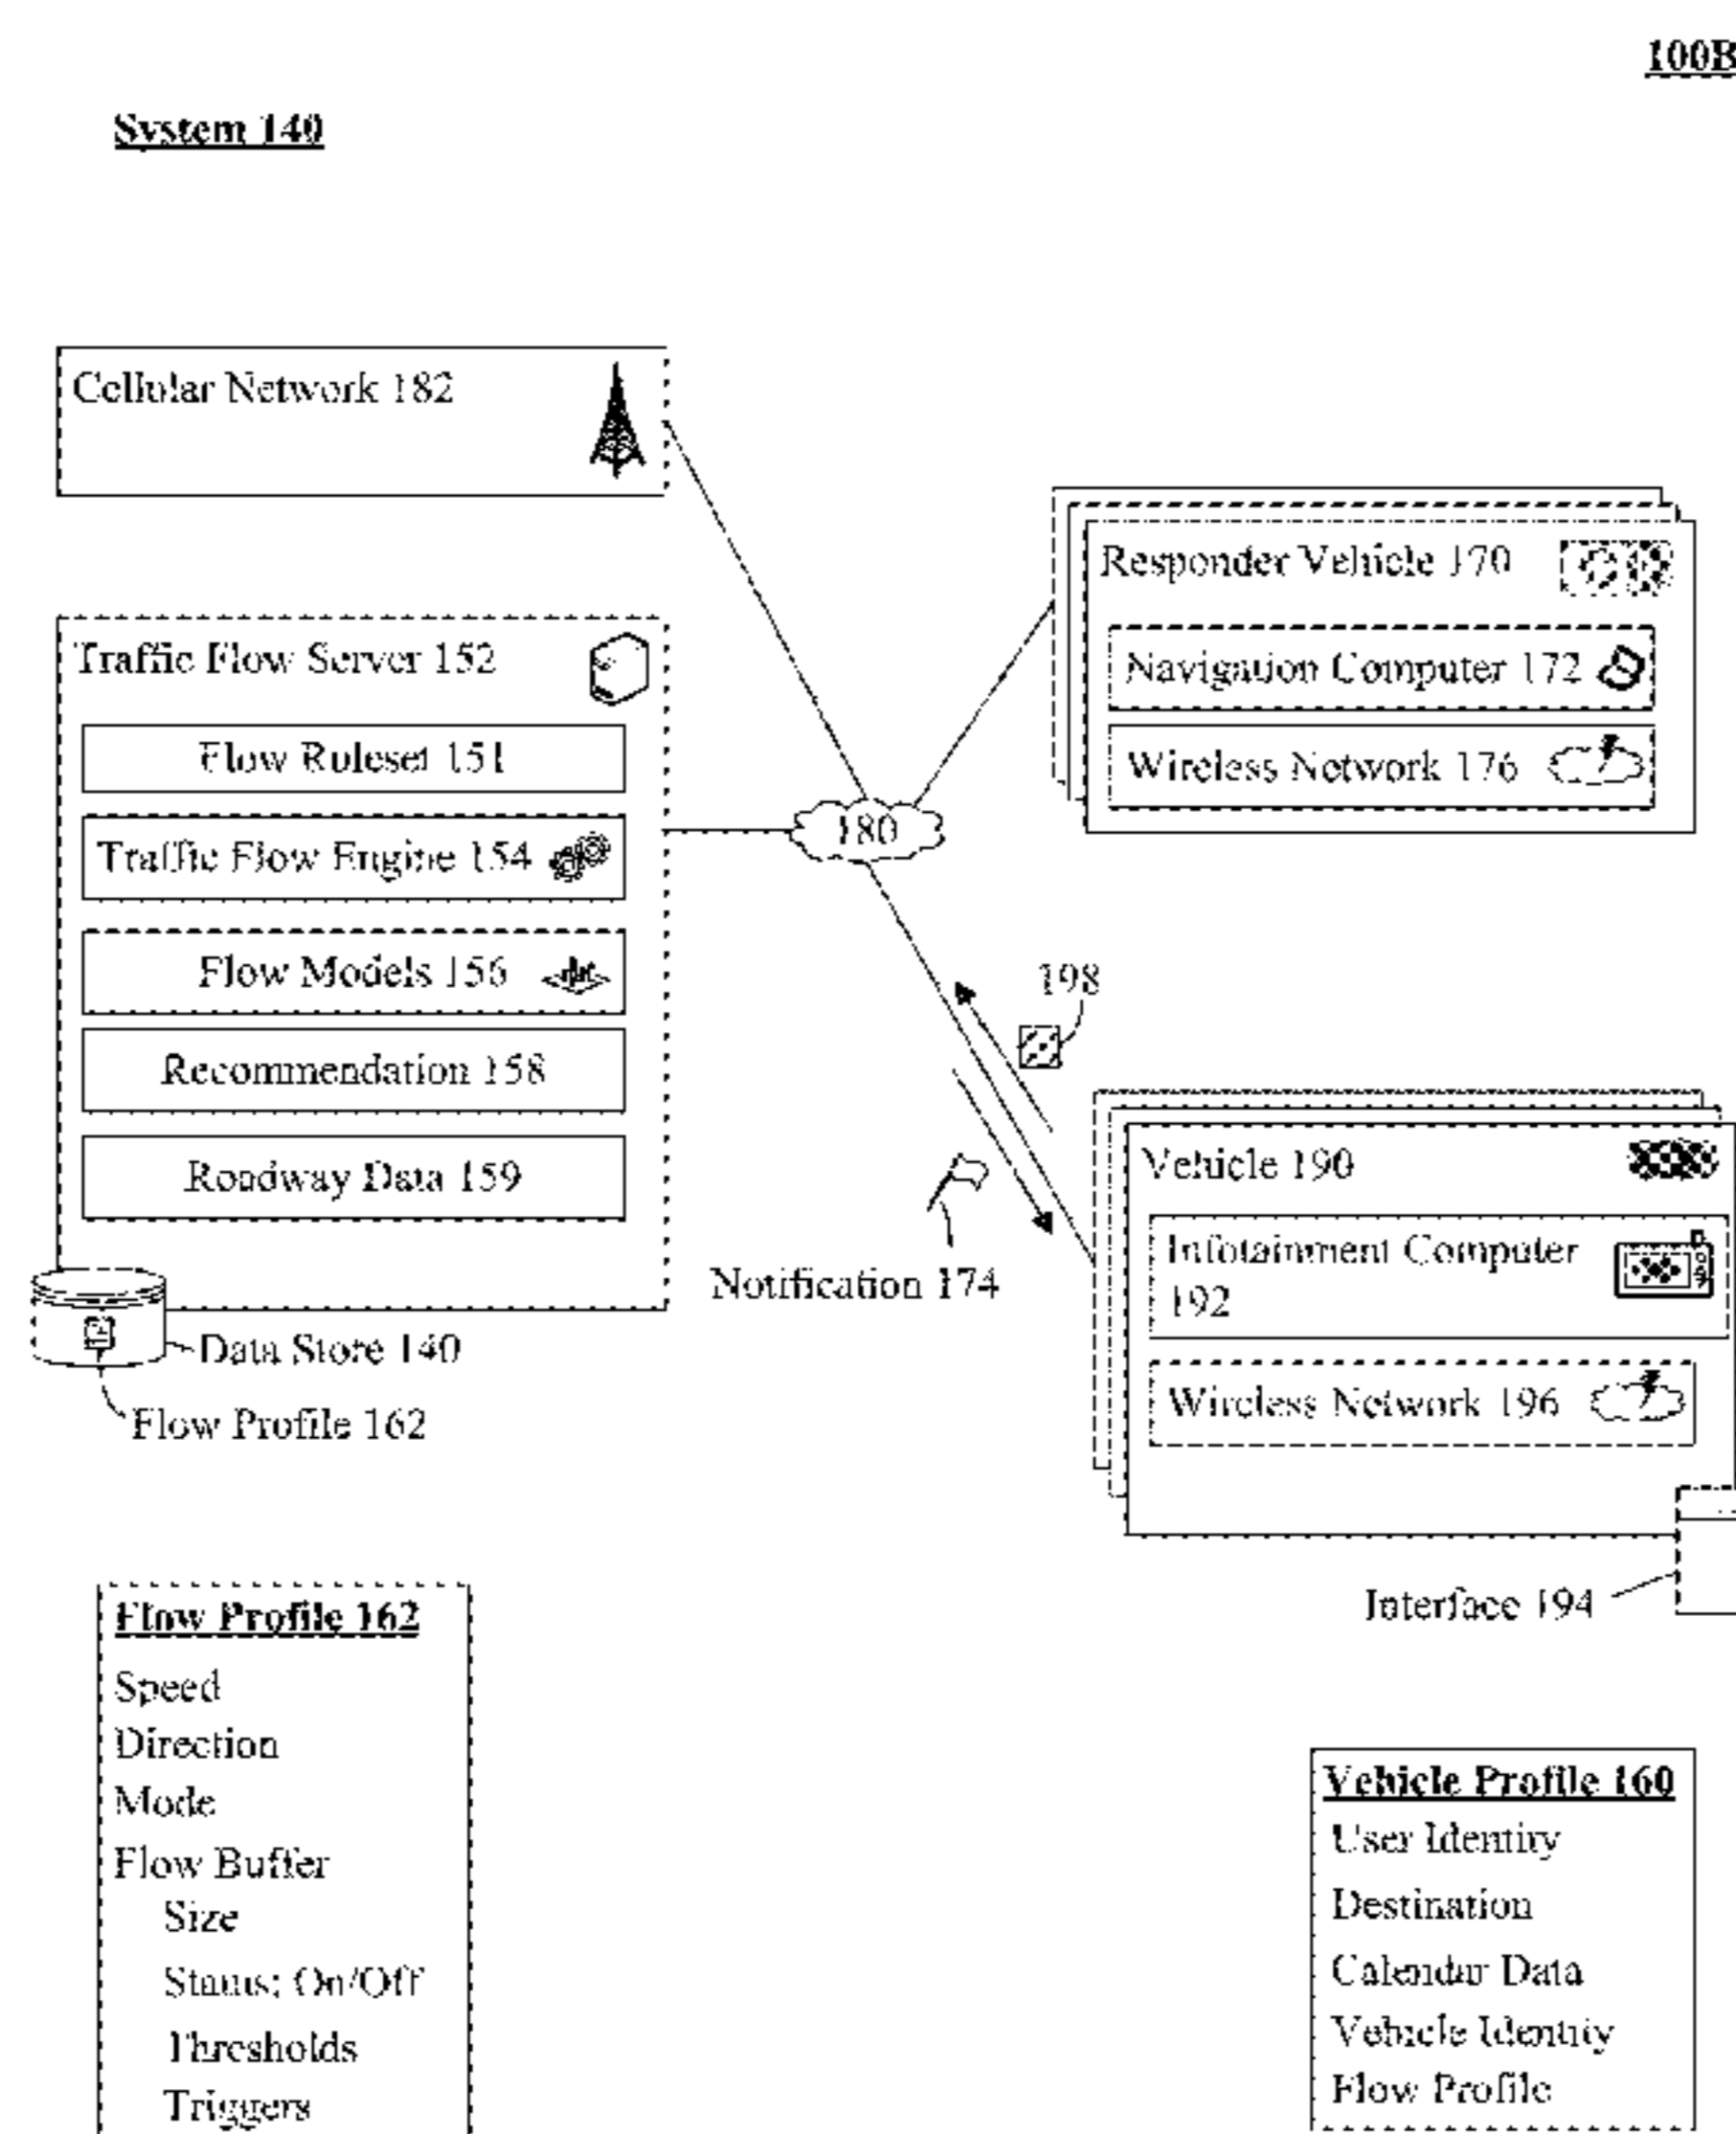 100B
System 140
Cellular Network 182
Responder Vehicle 170
Navigation Computer 172
Wireless Network 176
Traffic Flow Server 152
Flow Ruleset 151
Traffic Flow Engine 154
Flow Models 156
Recommendation 158
Roadway Data 159
180
198
Notification 174
Vehicle 190
Infotainment Computer
192
Wireless Network 196
Interface 194
Data Store 140
Flow Profile 162
Flow Profile 162
Speed
Direction
Mode
Flow Buffer
Size
Status; On/Off
Thresholds
Triggers
Vehicle Profile 160
User Identity
Destination
Calendar Data
Vehicle Identity
Flow Profile